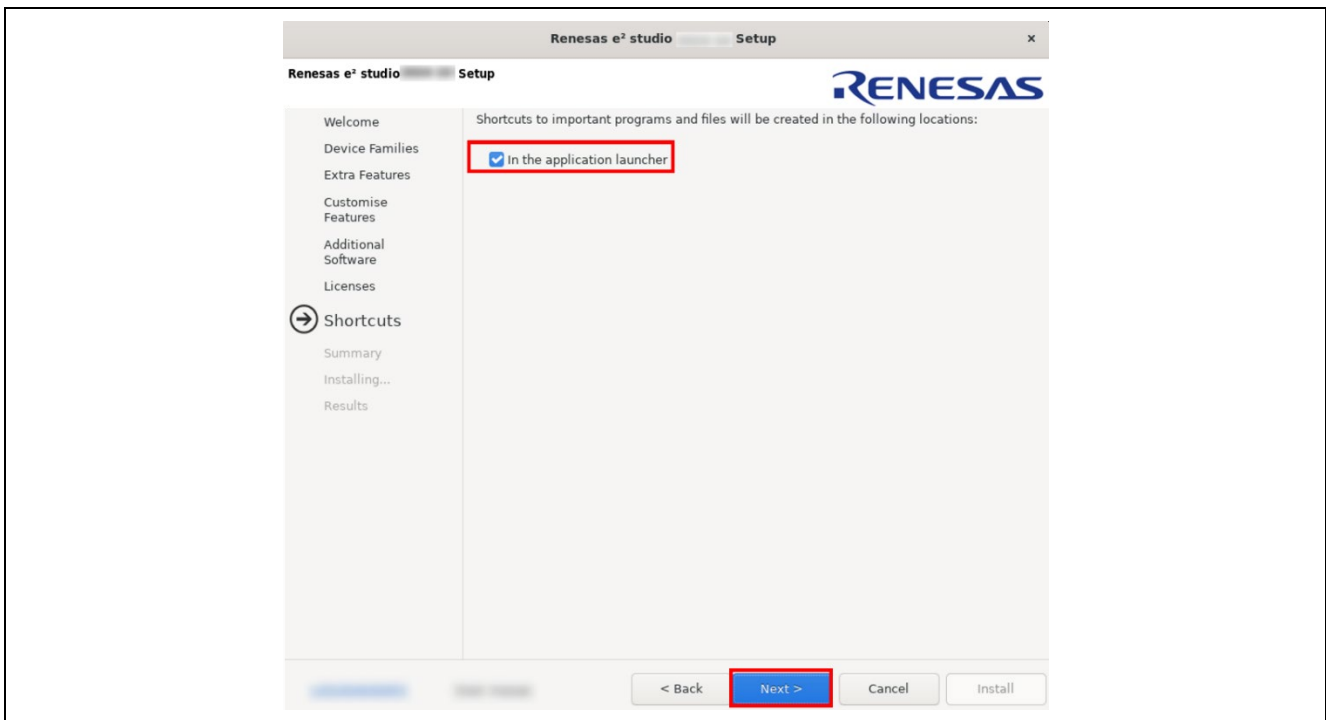 Renesas e² studio Setup
x
Renesas e² studio Setup
RENESAS
Welcome
Device Families
Extra Features
Customise
Features
Additional
Software
Licenses
Shortcuts
Summary
Installing...
Results
Shortcuts to important programs and files will be created in the following locations:
In the application launcher
< Back
Next >
Cancel
Install